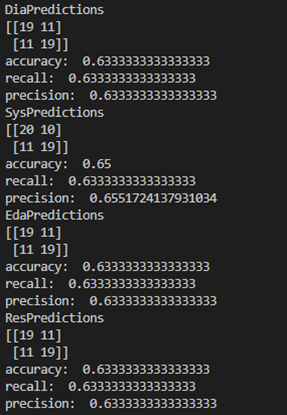 DiaPredictions
[[19 11]
[11 19]]
accuracy: 0.6333333333333333
recall: 0.6333333333333333
precision: 0.6333333333333333
SysPredictions
[[20 10]
[11 19]]
accuracy: 0.65
recall: 0.6333333333333333
precision: 0.6551724137931034
EdaPredictions
[[19 11]
[11 19]]
accuracy: 0.6333333333333333
recall: 0.6333333333333333
precision: 0.6333333333333333
ResPredictions
[[19 11]
[11 19]]
accuracy: 0.6333333333333333
recall: 0.6333333333333333
precision: 0.6333333333333333